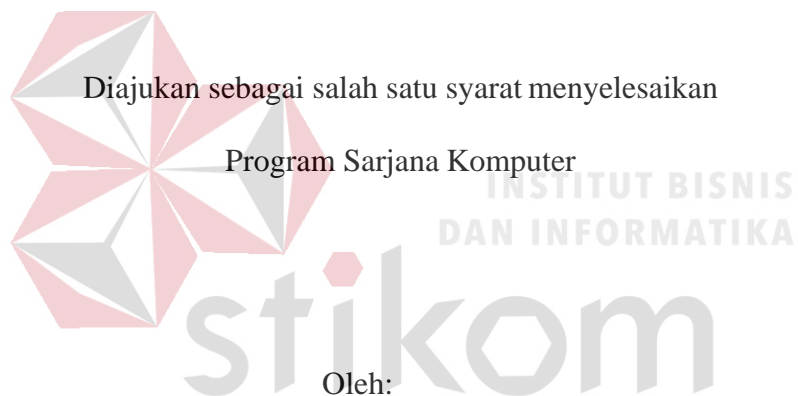 Diajukan sebagai salah satu syarat menyelesaikan
Program Sarjana Komputer
INSTITUT BISNIS
DAN INFORMATIKA
stikom
Oleh: